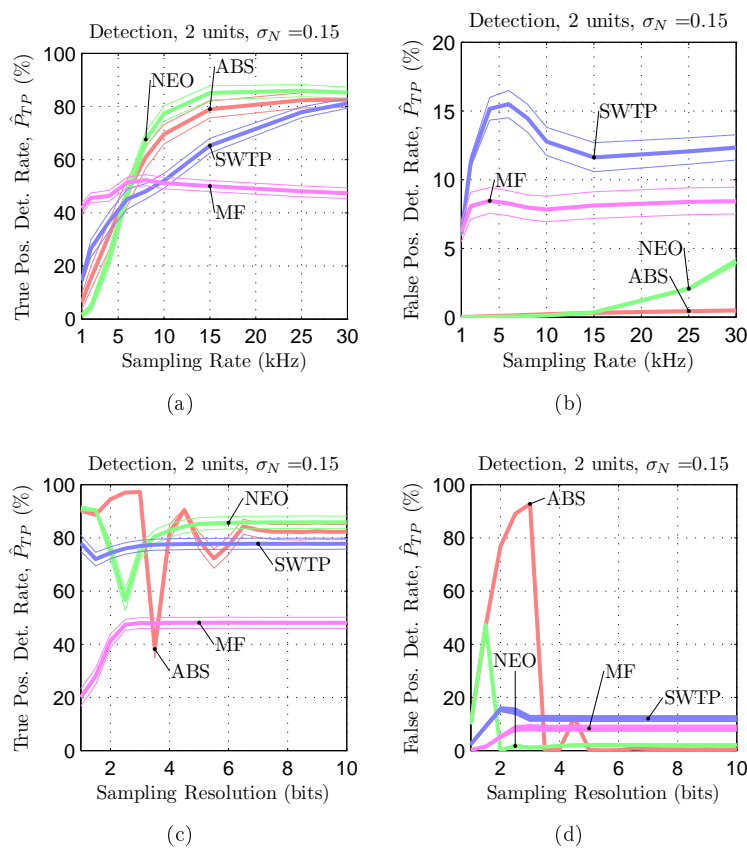 Detection, 2 units, σ_N =0.15
True Pos. Det. Rate, P̂_TP (%)
100
80
60
40
20
0
NEO
ABS
SWTP
MF
1 5 10 15 20 25 30
Sampling Rate (kHz)
(a)
Detection, 2 units, σ_N =0.15
False Pos. Det. Rate, P̂_TP (%)
20
15
10
5
0
SWTP
MF
NEO
ABS
1 5 10 15 20 25 30
Sampling Rate (kHz)
(b)
Detection, 2 units, σ_N =0.15
True Pos. Det. Rate, P̂_TP (%)
100
80
60
40
20
0
NEO
SWTP
MF
ABS
2 4 6 8 10
Sampling Resolution (bits)
(c)
Detection, 2 units, σ_N =0.15
False Pos. Det. Rate, P̂_TP (%)
100
80
60
40
20
0
ABS
NEO
MF
SWTP
2 4 6 8 10
Sampling Resolution (bits)
(d)